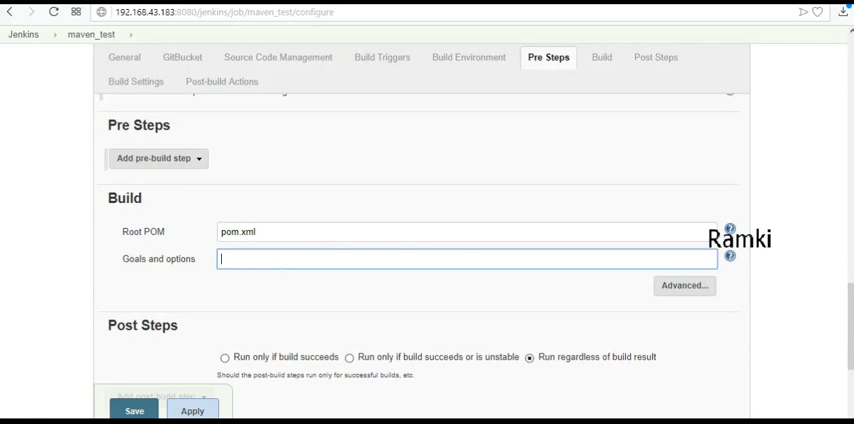 192.168.43.183:8080/jenkins/job/maven_test/configure
Jenkins maven_test
General GitBucket Source Code Management Build Triggers Build Environment Pre Steps Build Post Steps
Build Settings Post-build Actions
Pre Steps
Add pre-build step
Build
Root POM pom.xml
Ramki
Goals and options
Advanced...
Post Steps
Run only if build succeeds Run only if build succeeds or is unstable Run regardless of build result
Should the post-build steps run only for successful builds, etc.
Add post-build step
Save Apply